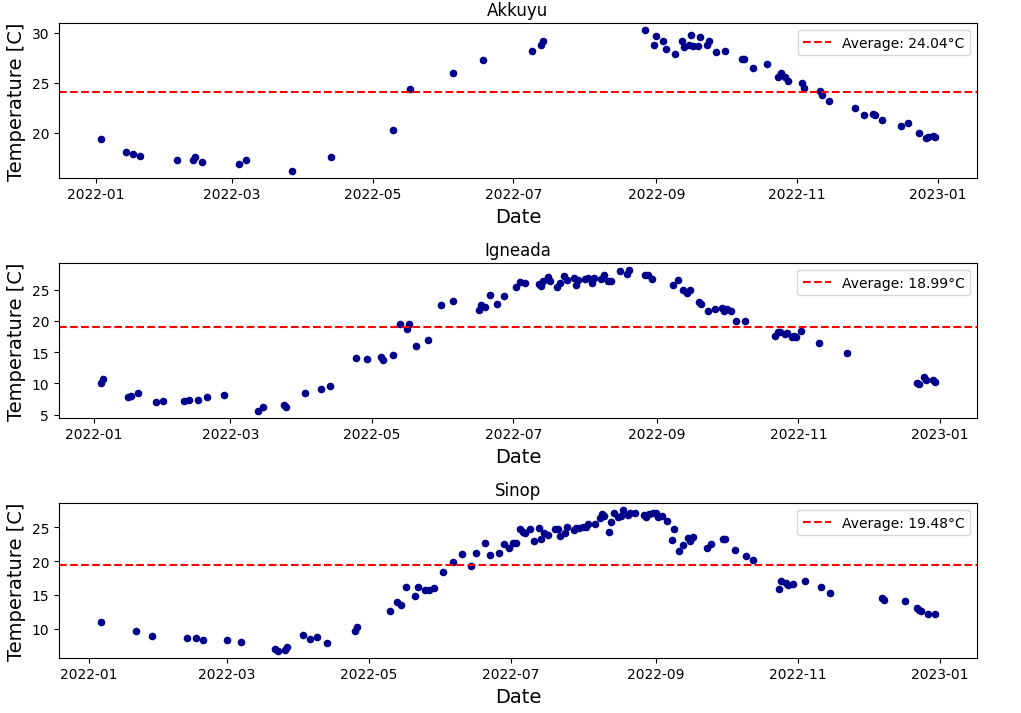 Akkuyu
Temperature [C]
30
25
20
Average: 24.04°C
2022-01 2022-03 2022-05 2022-07 2022-09 2022-11 2023-01
Date
Igneada
Temperature [C]
25
20
15
10
5
Average: 18.99°C
2022-01 2022-03 2022-05 2022-07 2022-09 2022-11 2023-01
Date
Sinop
Temperature [C]
25
20
15
10
Average: 19.48°C
2022-01 2022-03 2022-05 2022-07 2022-09 2022-11 2023-01
Date